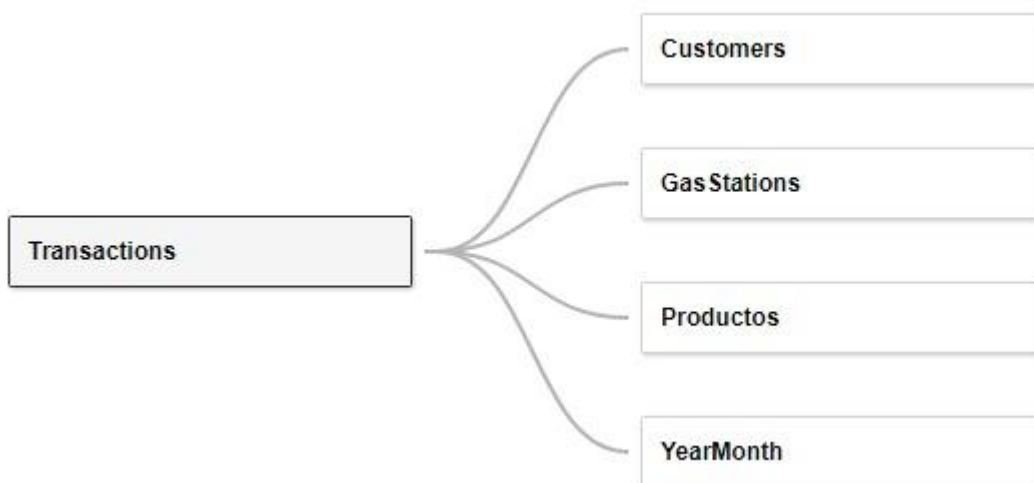 Customers
GasStations
Transactions
Productos
YearMonth